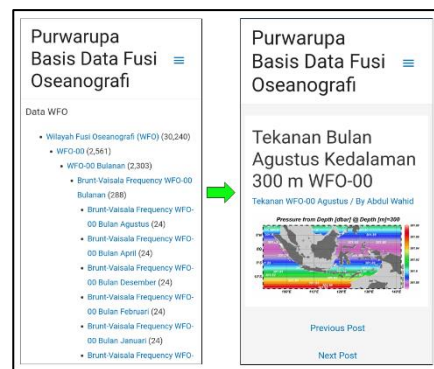 Purwarupa
Basis Data Fusi
Oseanografi
Data WFO
Wilayah Fusi Oseanografi (WFO) (30,240)
WFO-00 (2,561)
WFO-00 Bulanan (2,303)
Brunt-Vaisala Frequency WFO-00
Bulanan (288)
Brunt-Vaisala Frequency WFO-
00 Bulan Agustus (24)
Brunt-Vaisala Frequency WFO-
00 Bulan April (24)
Brunt-Vaisala Frequency WFO-
00 Bulan Desember (24)
Brunt-Vaisala Frequency WFO-
00 Bulan Februari (24)
Brunt-Vaisala Frequency WFO-
00 Bulan Januari (24)
Brunt-Vaisala Frequency WFO-
Purwarupa
Basis Data Fusi
Oseanografi
Tekanan Bulan
Agustus Kedalaman
300 m WFO-00
Tekanan WFO-00 Agustus / By Abdul Wahid
Pressure from Depth [dbar] @ Depth [m]=300
Previous Post
Next Post